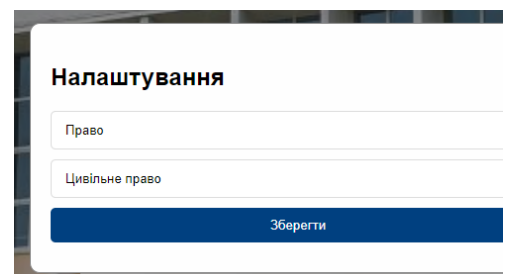 Налаштування
Право
Цивільне право
Зберегти